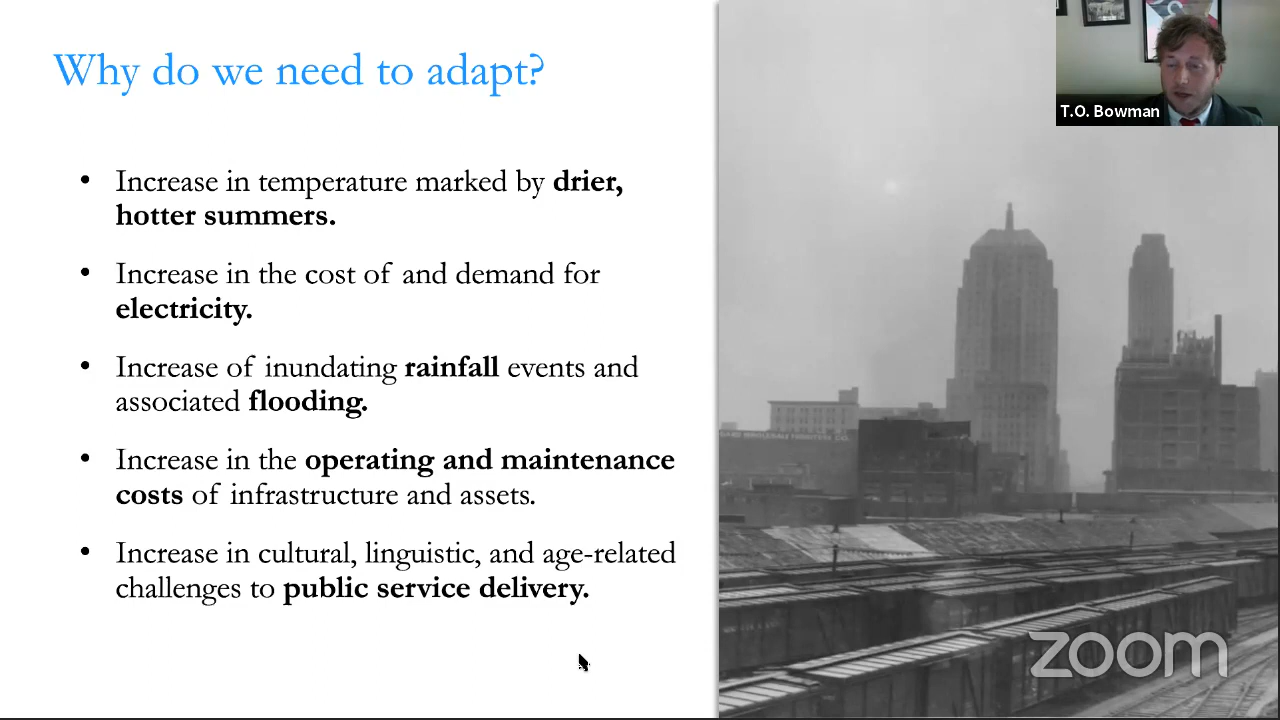 Why do we need to adapt?
T.O. Bowman
• Increase in temperature marked by drier,
hotter summers.
• Increase in the cost of and demand for
electricity.
• Increase of inundating rainfall events and
associated flooding.
• Increase in the operating and maintenance
costs of infrastructure and assets.
• Increase in cultural, linguistic, and age-related
challenges to public service delivery.
zoom